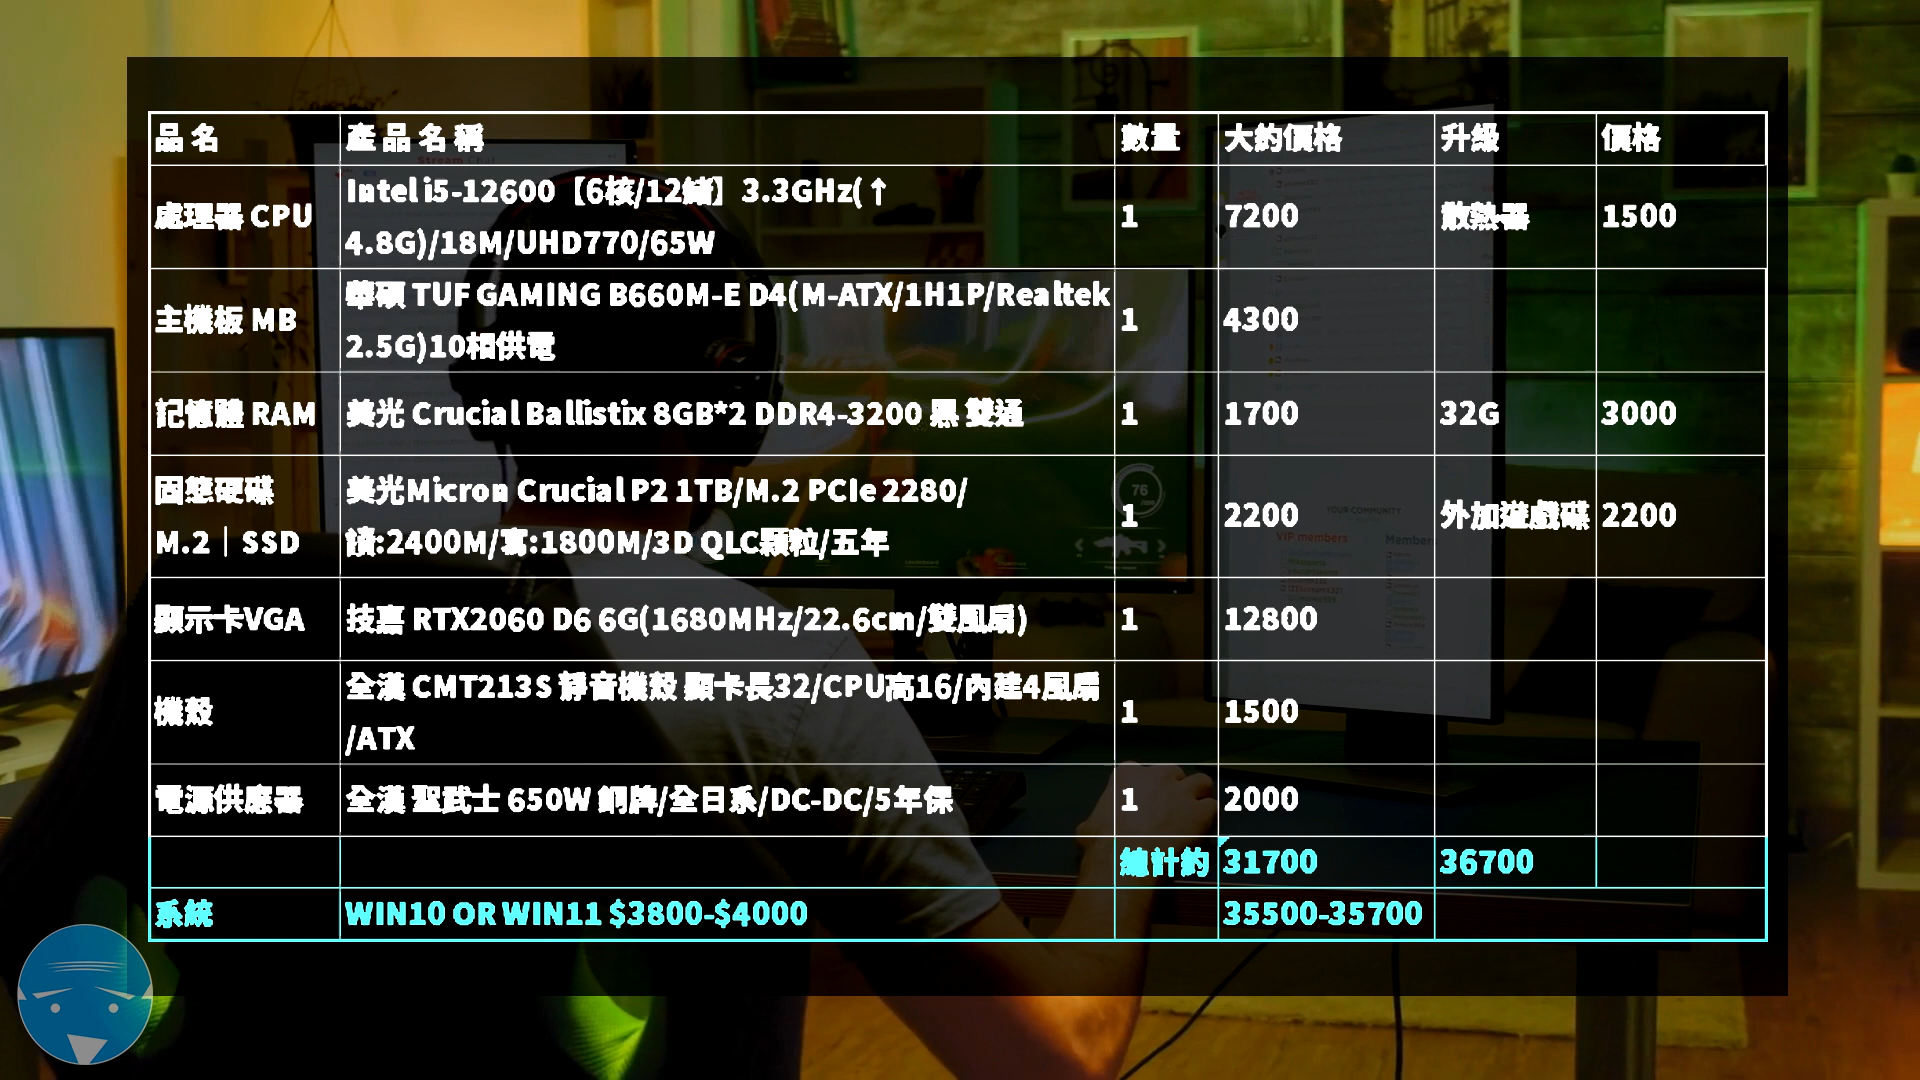 品 名 產 品 名 稱 數量 大約價格 升級 價格
處理器 CPU Intel i5-12600【6核/12緒】3.3GHz(↑
4.8G)/18M/UHD770/65W 1 7200 散熱器 1500
主機板 MB 華碩 TUF GAMING B660M-E D4(M-ATX/1H1P/Realtek
2.5G)10相供電 1 4300
記憶體 RAM 美光 Crucial Ballistix 8GB*2 DDR4-3200 黑 雙通 1 1700 32G 3000
固態硬碟
M.2｜SSD 美光Micron Crucial P2 1TB/M.2 PCIe 2280/
讀:2400M/寫:1800M/3D QLC顆粒/五年 1 2200 外加遊戲碟 2200
顯示卡VGA 技嘉 RTX2060 D6 6G(1680MHz/22.6cm/雙風扇) 1 12800
機殼 全漢 CMT213S 靜音機殼 顯卡長32/CPU高16/內建4風扇
/ATX 1 1500
電源供應器 全漢 聖武士 650W 銅牌/全日系/DC-DC/5年保 1 2000
總計約 31700 36700
系統 WIN10 OR WIN11 $3800-$4000 35500-35700
Stream Chat
76
YOUR COMMUNITY
VIP members
Members